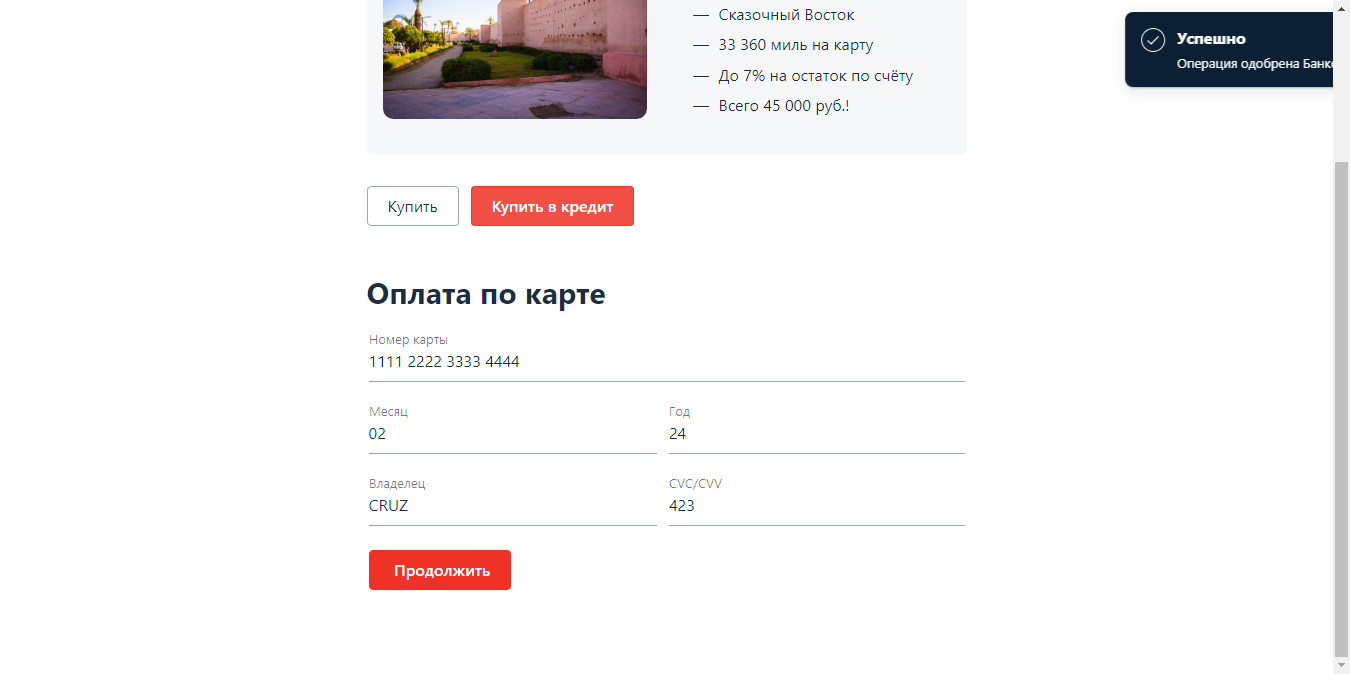 — Сказочный Восток
— 33 360 миль на карту
— До 7% на остаток по счёту
— Всего 45 000 руб.!
Успешно
Операция одобрена Банко
Купить
Купить в кредит
Оплата по карте
Номер карты
1111 2222 3333 4444
Месяц
Год
02
24
Владелец
CVC/CVV
CRUZ
423
Продолжить